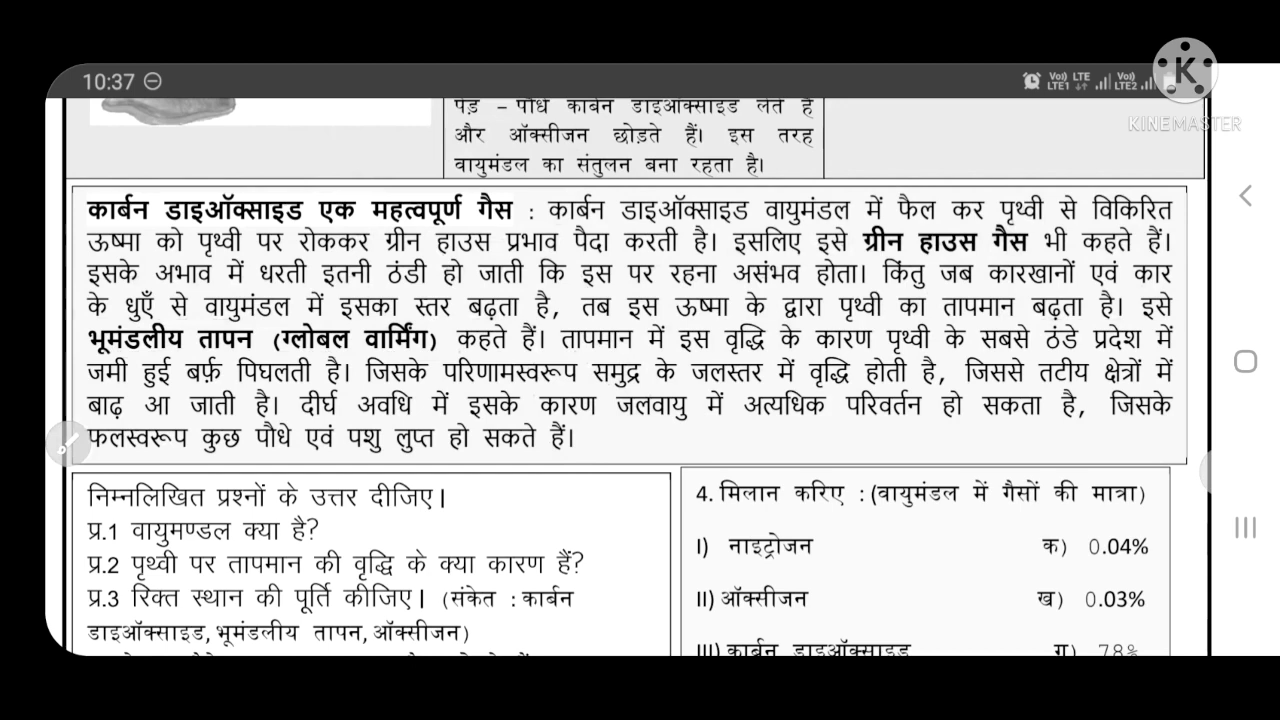 10:37
Vo) LTE Vo)
LTE1 LTE2
K
KINEMASTER
पेड़ – पौधे कार्बन डाइऑक्साइड लेते हैं
और ऑक्सीजन छोड़ते हैं। इस तरह
वायुमंडल का संतुलन बना रहता है।
कार्बन डाइऑक्साइड एक महत्वपूर्ण गैस : कार्बन डाइऑक्साइड वायुमंडल में फैल कर पृथ्वी से विकिरित
ऊष्मा को पृथ्वी पर रोककर ग्रीन हाउस प्रभाव पैदा करती है। इसलिए इसे ग्रीन हाउस गैस भी कहते हैं।
इसके अभाव में धरती इतनी ठंडी हो जाती कि इस पर रहना असंभव होता। किंतु जब कारखानों एवं कार
के धुएँ से वायुमंडल में इसका स्तर बढ़ता है, तब इस ऊष्मा के द्वारा पृथ्वी का तापमान बढ़ता है। इसे
भूमंडलीय तापन (ग्लोबल वार्मिंग) कहते हैं। तापमान में इस वृद्धि के कारण पृथ्वी के सबसे ठंडे प्रदेश में
जमी हुई बर्फ़ पिघलती है। जिसके परिणामस्वरूप समुद्र के जलस्तर में वृद्धि होती है, जिससे तटीय क्षेत्रों में
बाढ़ आ जाती है। दीर्घ अवधि में इसके कारण जलवायु में अत्यधिक परिवर्तन हो सकता है, जिसके
फलस्वरूप कुछ पौधे एवं पशु लुप्त हो सकते हैं।
निम्नलिखित प्रश्नों के उत्तर दीजिए|
प्र.1 वायुमण्डल क्या है?
प्र.2 पृथ्वी पर तापमान की वृद्धि के क्या कारण हैं?
प्र.3 रिक्त स्थान की पूर्ति कीजिए| (संकेत : कार्बन
डाइऑक्साइड, भूमंडलीय तापन, ऑक्सीजन)
4. मिलान करिए : (वायुमंडल में गैसों की मात्रा)
I) नाइट्रोजन क) 0.04%
II) ऑक्सीजन ख) 0.03%
III) कार्बन डाइऑक्साइड ग) 78%